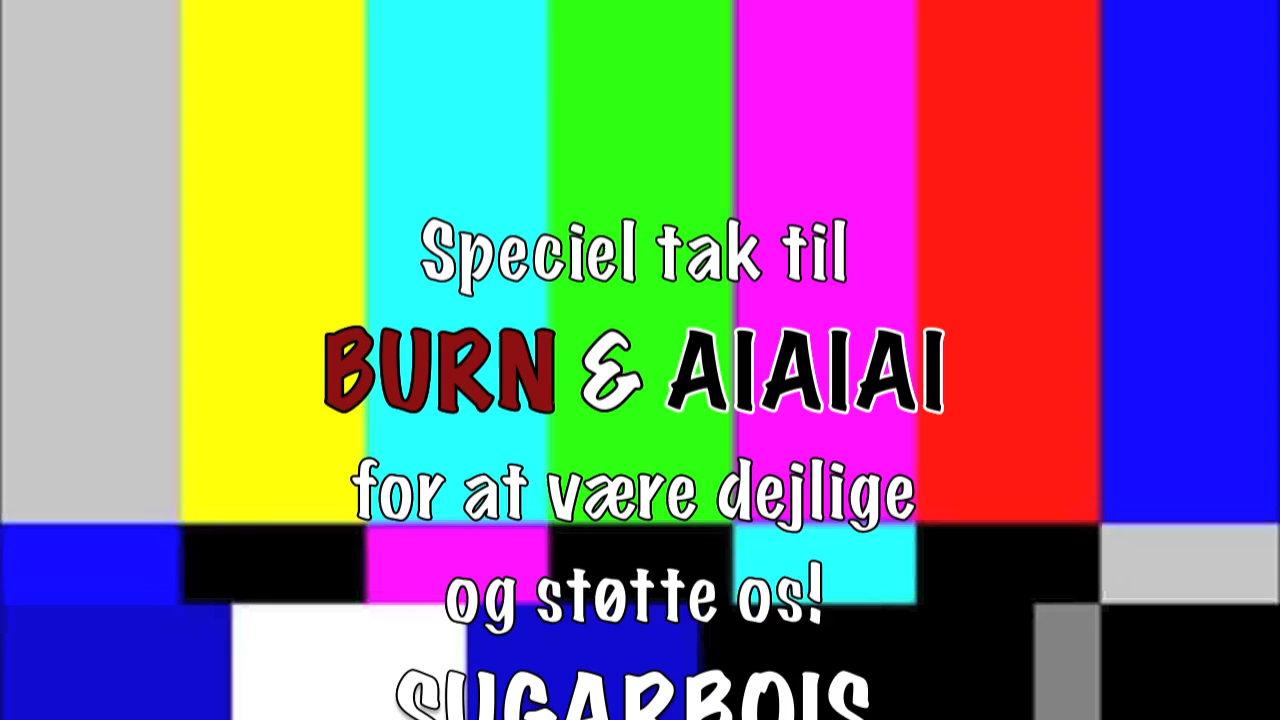 Speciel tak til
BURN & AIAIAI
for at være dejlige
og støtte os!
SUGARBOIS